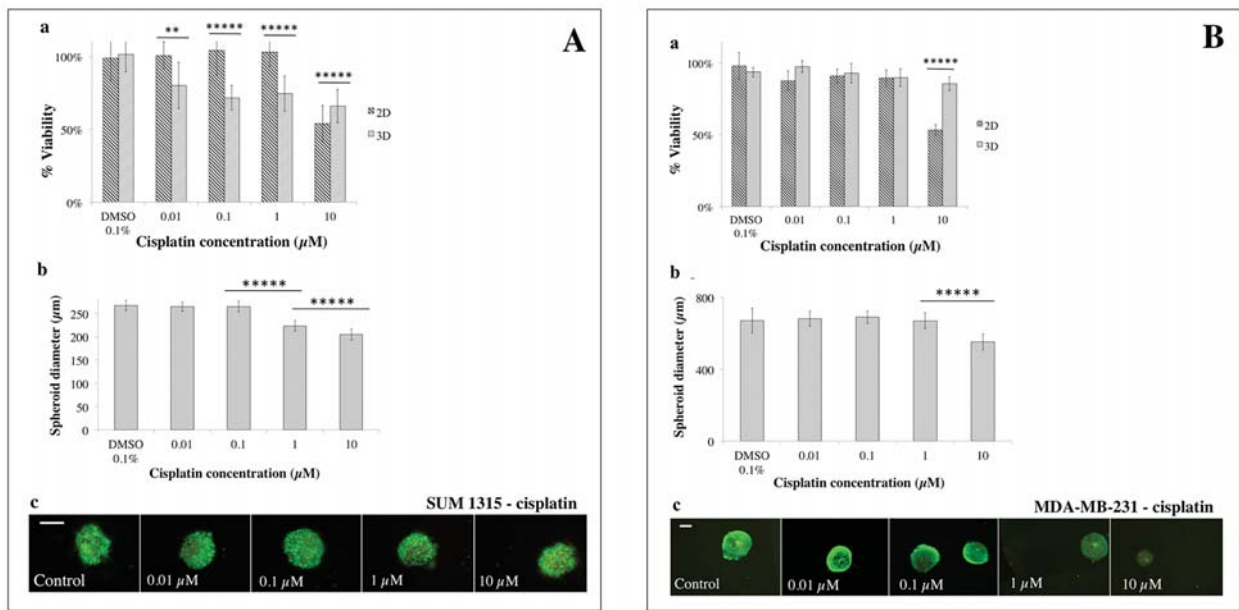 A
a
** ***** *****
*****
100%
50%
0%
% Viability
2D
3D
DMSO 0.1% 0.01 0.1 1 10
Cisplatin concentration (µM)
b
*****
*****
250
200
150
100
50
0
Spheroid diameter (µm)
DMSO 0.1% 0.01 0.1 1 10
Cisplatin concentration (µM)
c
SUM 1315 - cisplatin
Control 0.01 µM 0.1 µM 1 µM 10 µM
B
a
*****
100%
50%
0%
% Viability
2D
3D
DMSO 0.1% 0.01 0.1 1 10
Cisplatin concentration (µM)
b
*****
800
400
0
Spheroid diameter (µm)
DMSO 0.1% 0.01 0.1 1 10
Cisplatin concentration (µM)
c
MDA-MB-231 - cisplatin
Control 0.01 µM 0.1 µM 1 µM 10 µM